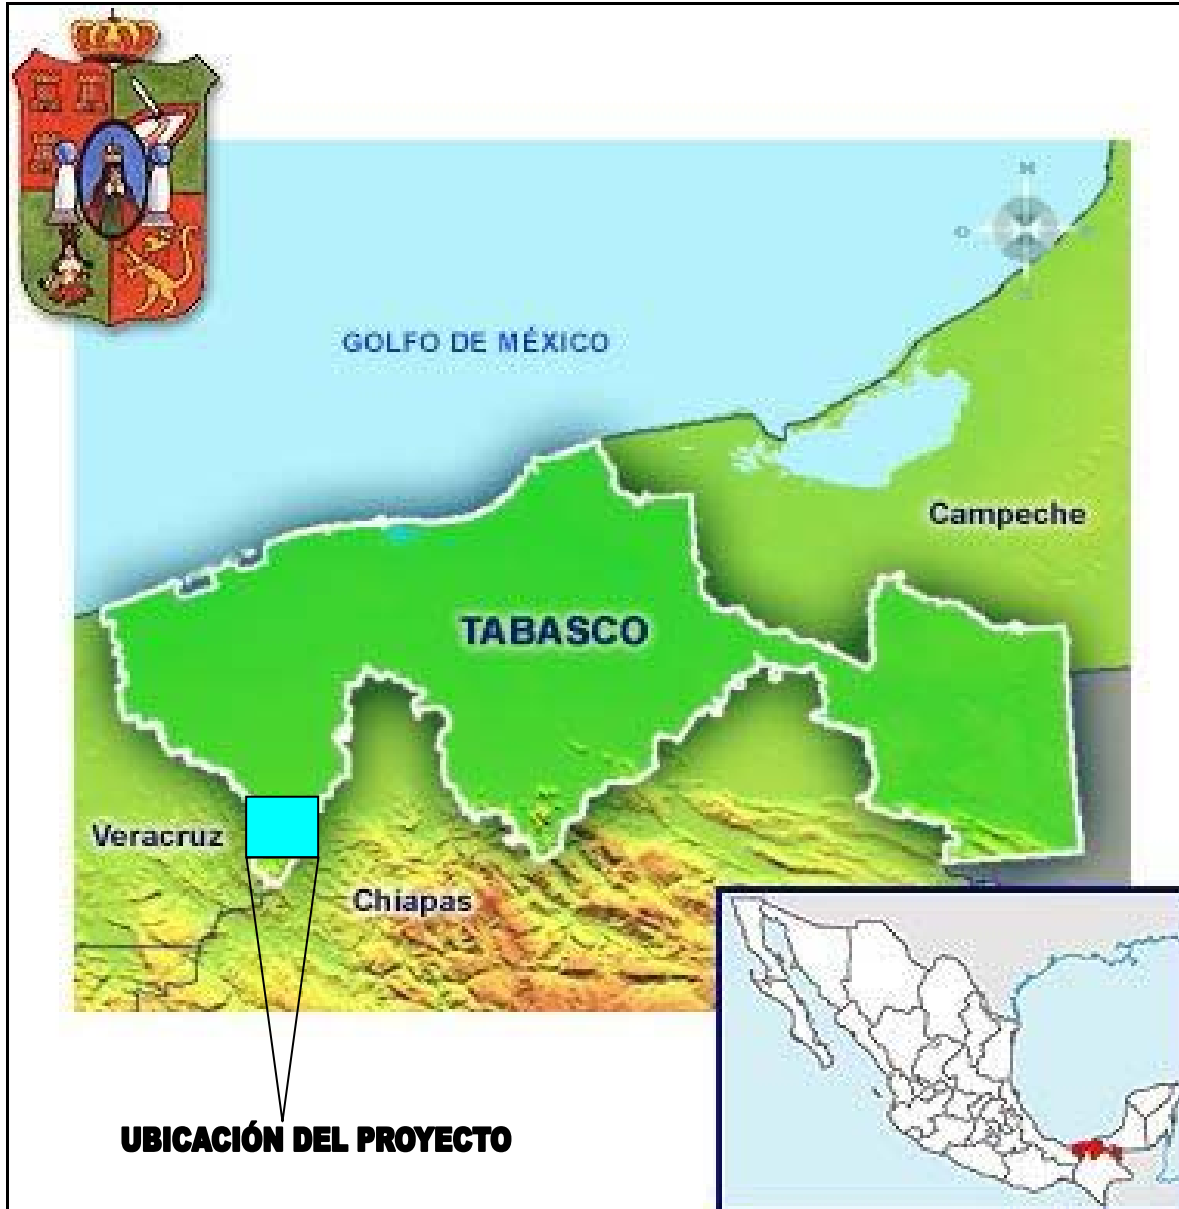 N
O
GOLFO DE MÉXICO
Campeche
TABASCO
Veracruz
Chiapas
UBICACIÓN DEL PROYECTO